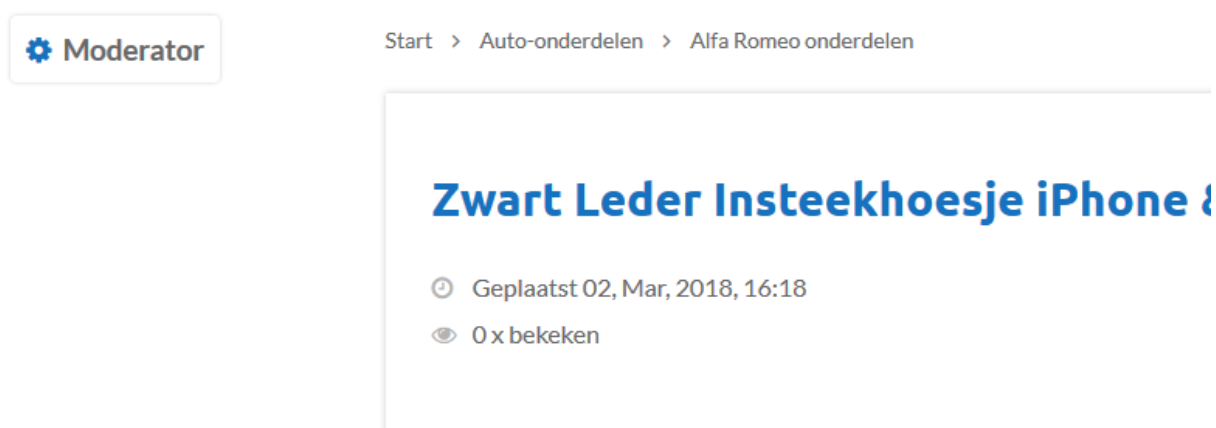 Moderator
Start > Auto-onderdelen > Alfa Romeo onderdelen
Zwart Leder Insteekhoesje iPhone
Geplaatst 02, Mar, 2018, 16:18
0 x bekeken